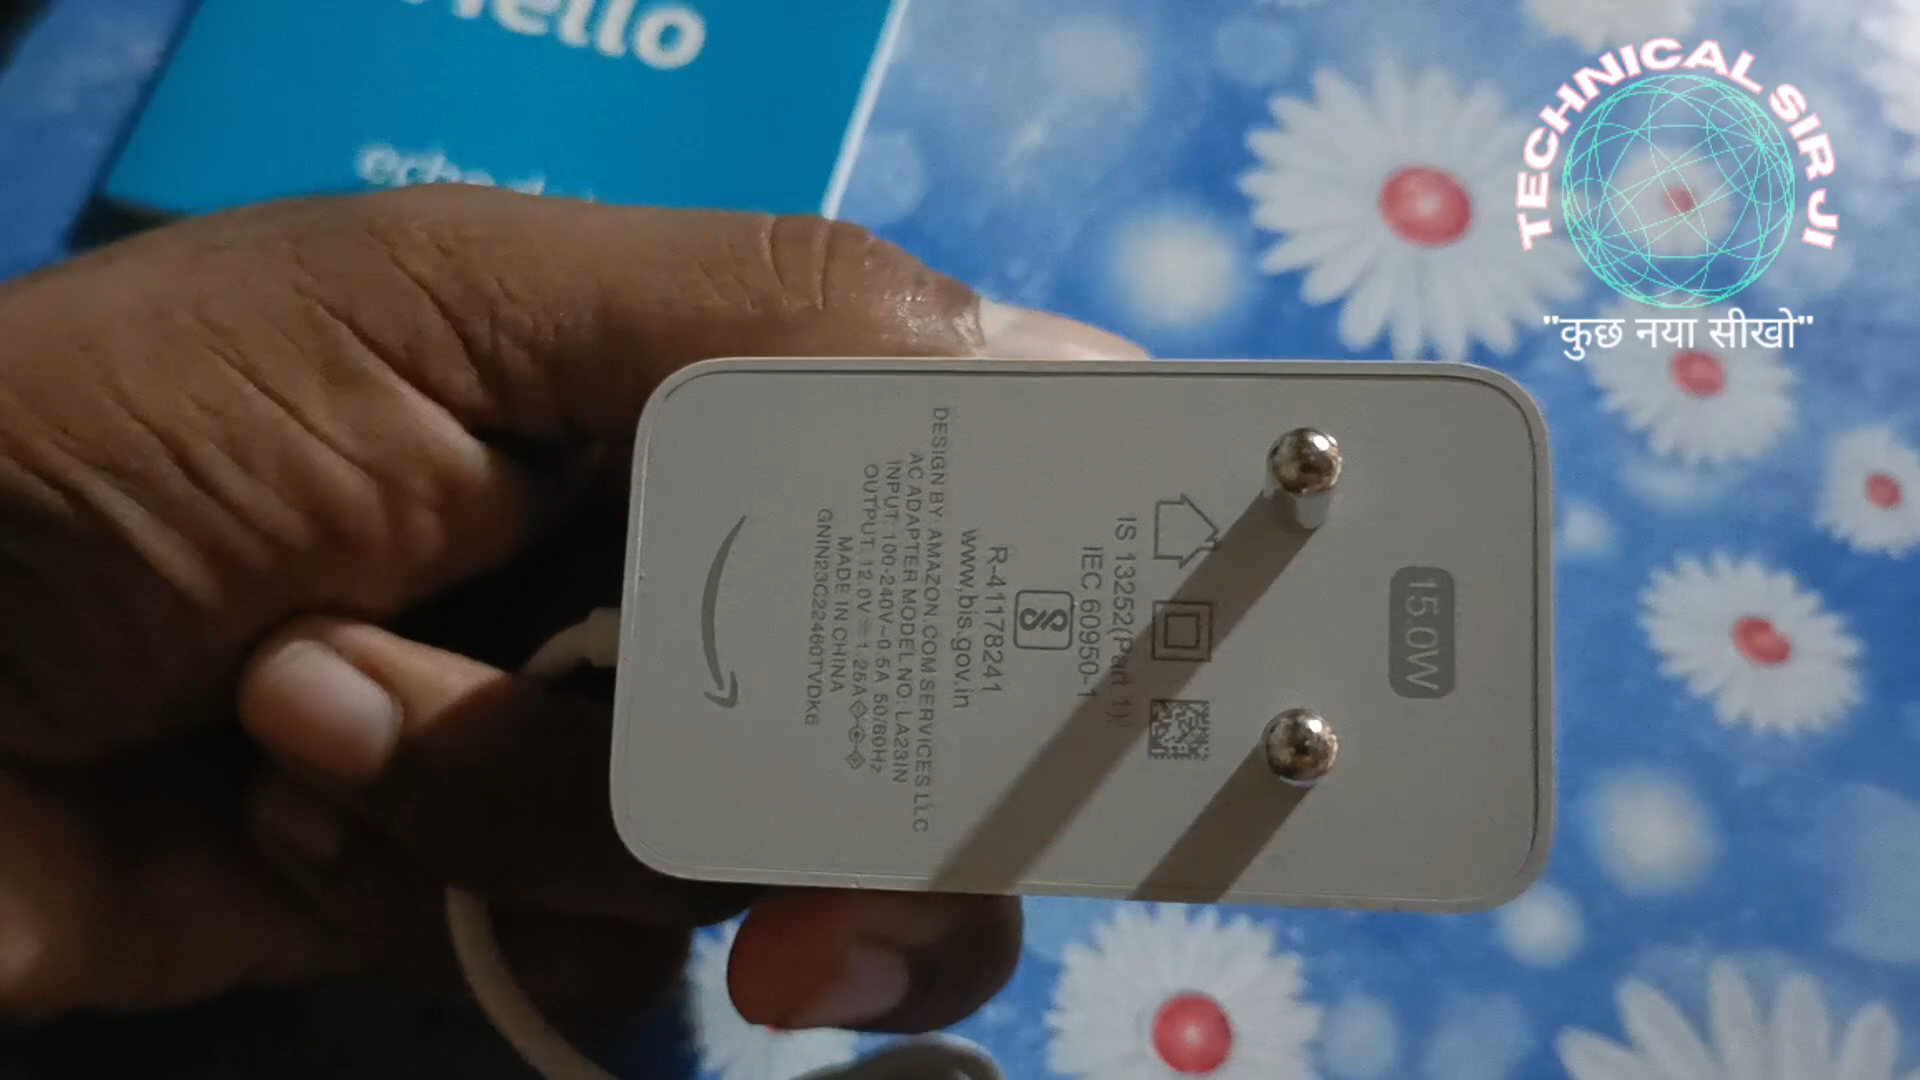 Hello
echo dot
TECHNICAL SIR JI
"कुछ नया सीखो"
15.0W
IS 13252(Part 1)/
IEC 60950-1
R-41178241
www.bis.gov.in
DESIGN BY: AMAZON.COM SERVICES LLC
AC ADAPTER MODEL NO.: LA23IN
INPUT: 100-240V~0.5A 50/60Hz
OUTPUT: 12.0V⎓1.25A
MADE IN CHINA
GNIN23C22460TVDK6